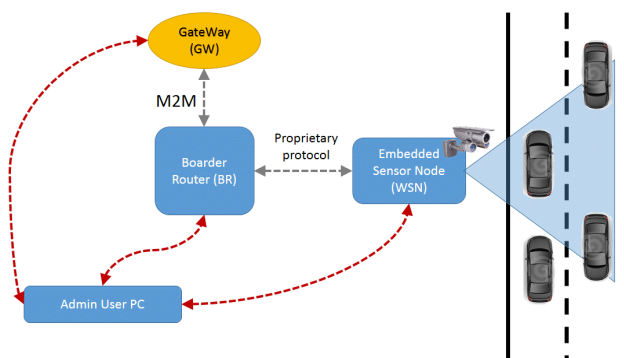 GateWay
(GW)
M2M
Proprietary
protocol
Boarder
Router (BR)
Embedded
Sensor Node
(WSN)
Admin User PC